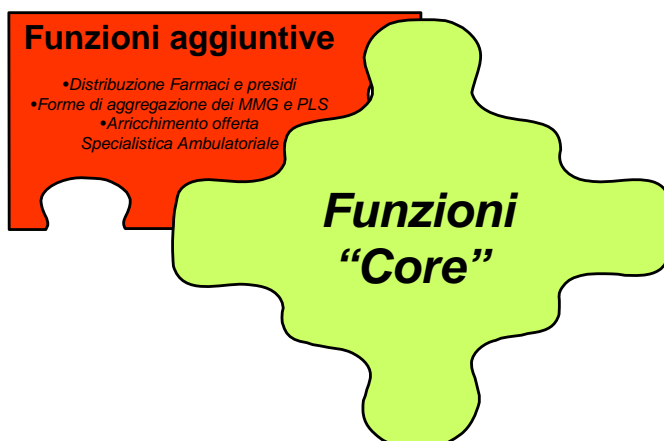 Funzioni aggiuntive
•Distribuzione Farmaci e presidi
•Forme di aggregazione dei MMG e PLS
•Arricchimento offerta
Specialistica Ambulatoriale
Funzioni
“Core”